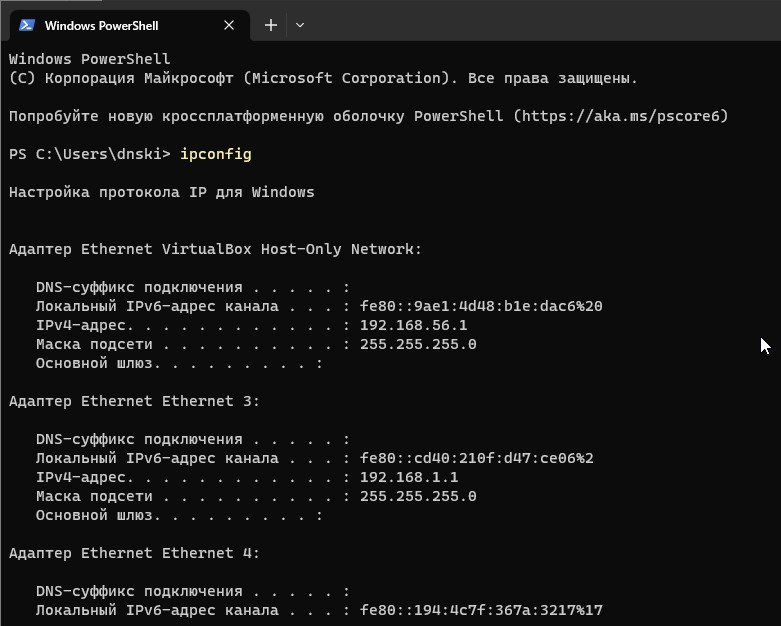 Windows PowerShell
Windows PowerShell
(C) Корпорация Майкрософт (Microsoft Corporation). Все права защищены.
Попробуйте новую кроссплатформенную оболочку PowerShell (https://aka.ms/pscore6)
PS C:\Users\dnski> ipconfig
Настройка протокола IP для Windows
Адаптер Ethernet VirtualBox Host-Only Network:
DNS-суффикс подключения . . . . . :
Локальный IPv6-адрес канала . . . : fe80::9ae1:4d48:b1e:dac6%20
IPv4-адрес. . . . . . . . . . . . : 192.168.56.1
Маска подсети . . . . . . . . . . : 255.255.255.0
Основной шлюз. . . . . . . . . :
Адаптер Ethernet Ethernet 3:
DNS-суффикс подключения . . . . . :
Локальный IPv6-адрес канала . . . : fe80::cd40:210f:d47:ce06%2
IPv4-адрес. . . . . . . . . . . . : 192.168.1.1
Маска подсети . . . . . . . . . . : 255.255.255.0
Основной шлюз. . . . . . . . . :
Адаптер Ethernet Ethernet 4:
DNS-суффикс подключения . . . . . :
Локальный IPv6-адрес канала . . . : fe80::194:4c7f:367a:3217%17